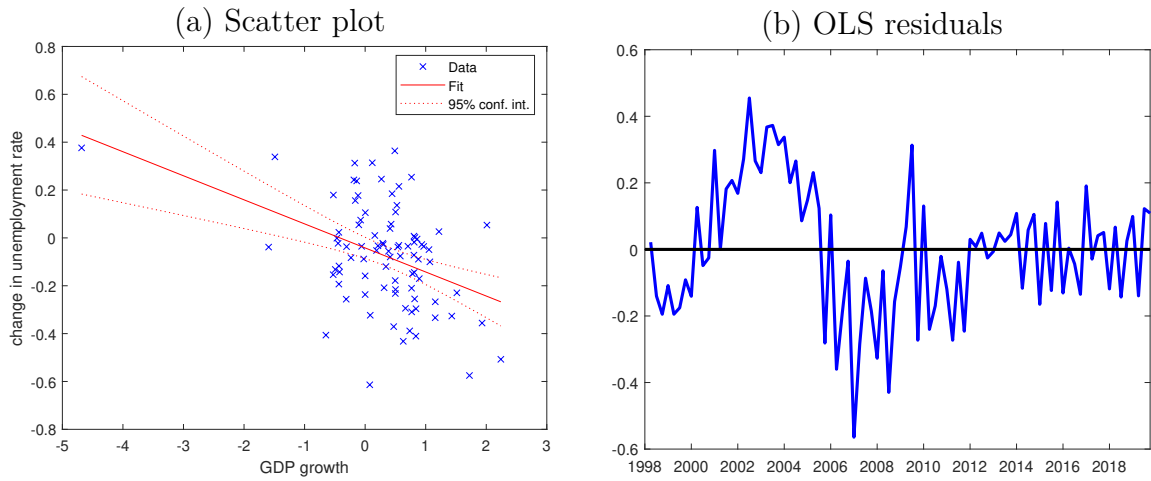 (a) Scatter plot
0.8
0.6
0.4
0.2
0
-0.2
-0.4
-0.6
-0.8
change in unemployment rate
Data
Fit
95% conf. int.
-5 -4 -3 -2 -1 0 1 2 3
GDP growth
(b) OLS residuals
0.6
0.4
0.2
0
-0.2
-0.4
-0.6
1998 2000 2002 2004 2006 2008 2010 2012 2014 2016 2018